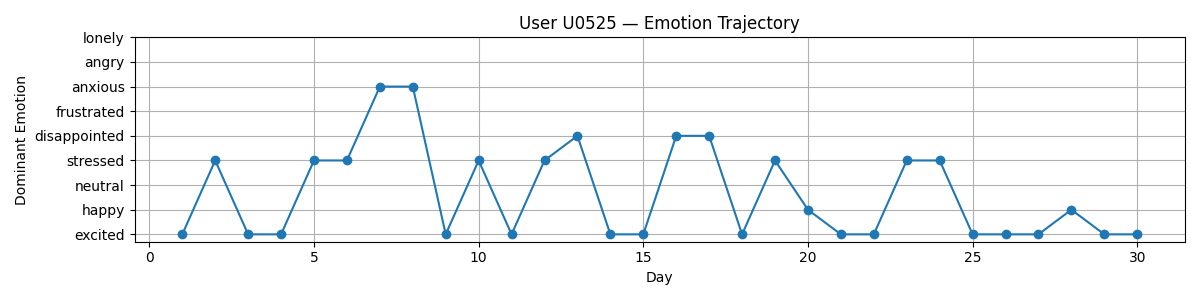 User U0525 — Emotion Trajectory
lonely
angry
anxious
frustrated
disappointed
stressed
neutral
happy
excited
Dominant Emotion
0 5 10 15 20 25 30
Day